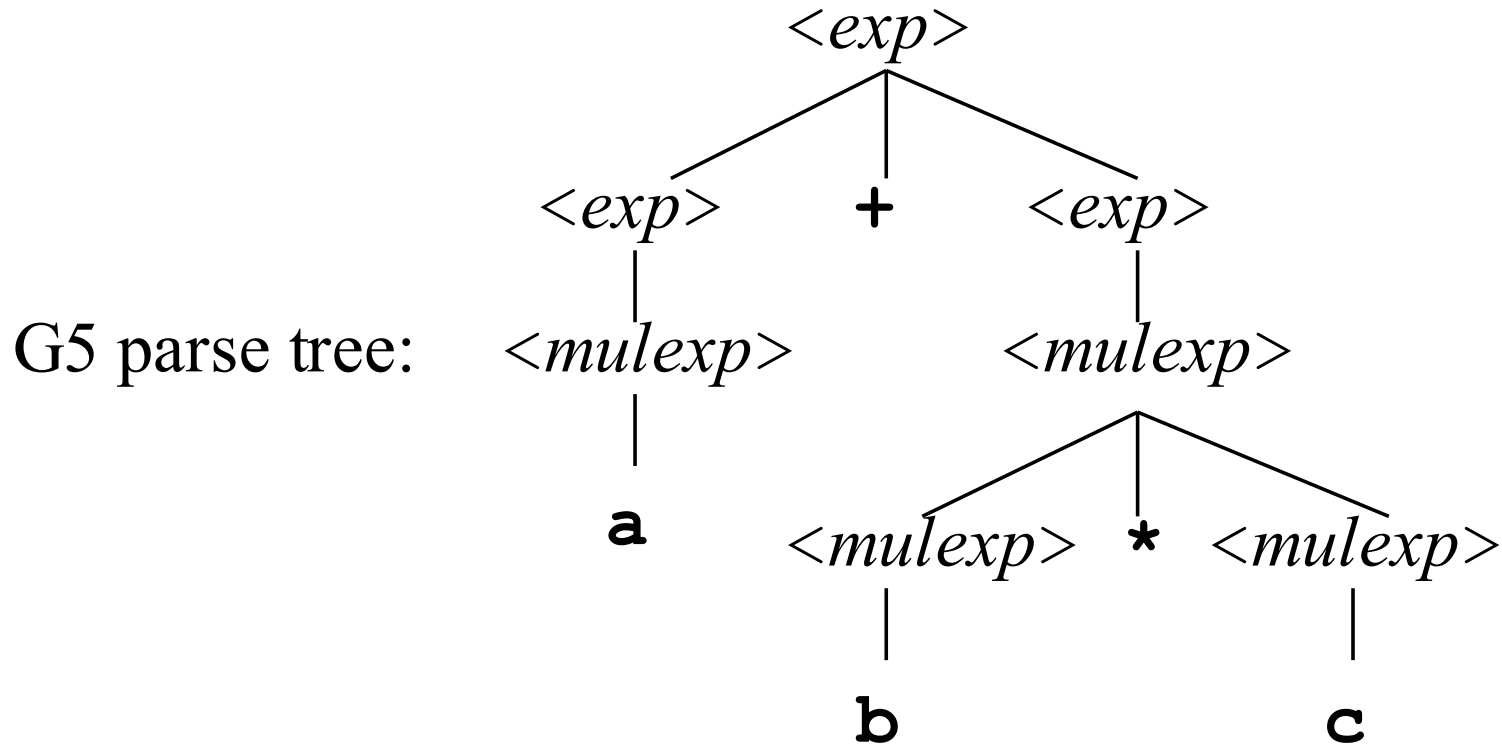 <exp>
<exp> + <exp>
G5 parse tree: <mulexp> <mulexp>
a
<mulexp> * <mulexp>
b c